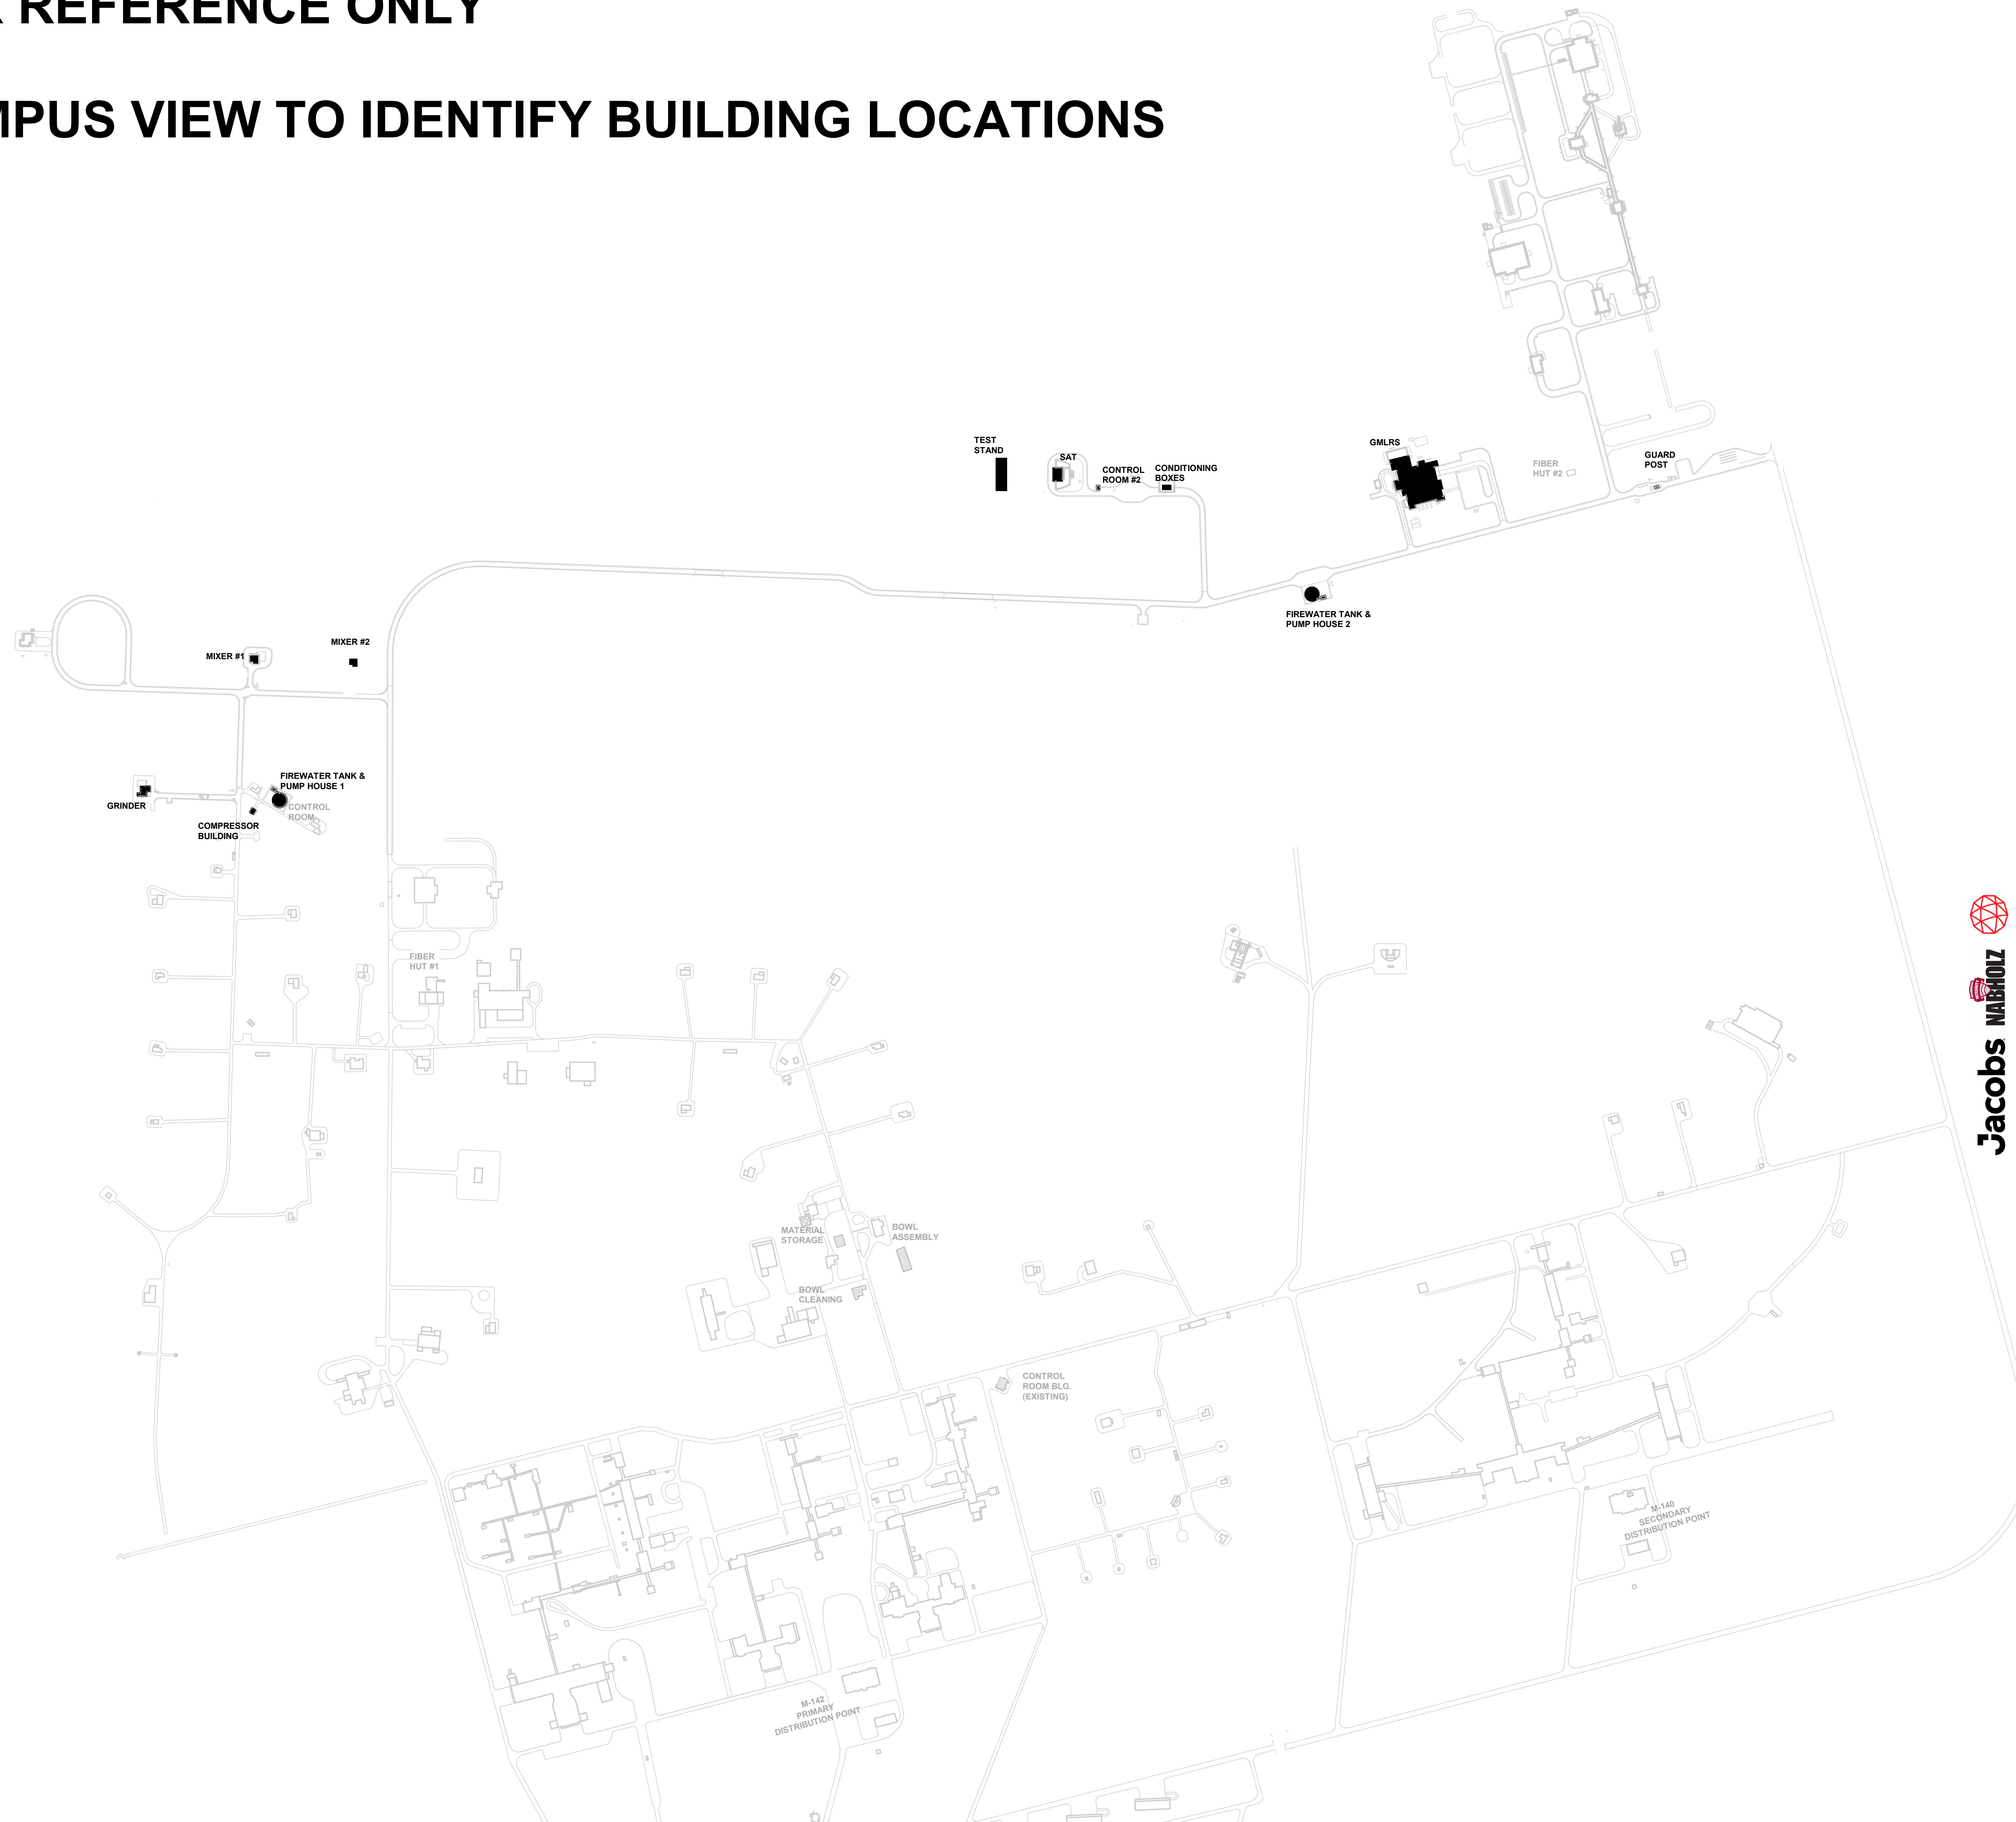 R REFERENCE ONLY
MPUS VIEW TO IDENTIFY BUILDING LOCATIONS
TEST
STAND
SAT
CONTROL
ROOM #2
CONDITIONING
BOXES
GMLRS
FIBER
HUT #2
GUARD
POST
FIREWATER TANK &
PUMP HOUSE 2
MIXER #1
MIXER #2
FIREWATER TANK &
PUMP HOUSE 1
CONTROL
ROOM
GRINDER
COMPRESSOR
BUILDING
FIBER
HUT #1
Jacobs
NABHOLZ
MATERIAL
STORAGE
BOWL
ASSEMBLY
BOWL
CLEANING
CONTROL
ROOM BLG.
(EXISTING)
M-140
SECONDARY
DISTRIBUTION POINT
M-142
PRIMARY
DISTRIBUTION POINT